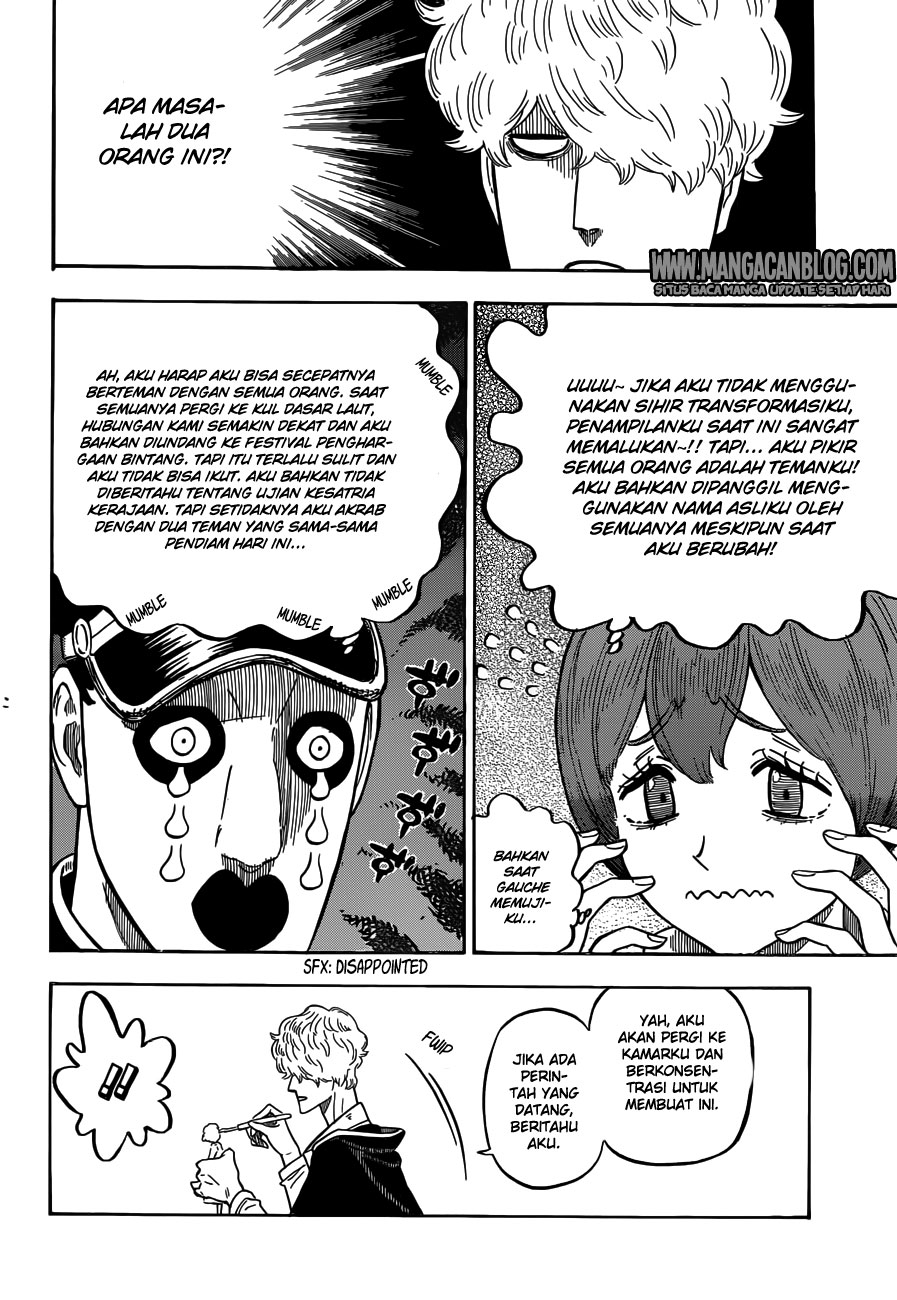 APA MASA-
LAH DUA
ORANG INI?!
WWW.MANGACANBLOG.COM
SITUS BACA MANGA UPDATE SETIAP HARI
UUUU~ JIKA AKU TIDAK MENGGU-
NAKAN SIHIR TRANSFORMASIKU,
PENAMPILANKU SAAT INI SANGAT
MEMALUKAN~!! TAPI... AKU PIKIR
SEMUA ORANG ADALAH TEMANKU!
AKU BAHKAN DIPANGGIL MENG-
GUNAKAN NAMA ASLIKU OLEH
SEMUANYA MESKIPUN SAAT
AKU BERUBAH!
BAHKAN
SAAT
GAUCHE
MEMUJI-
KU...
MUMBLE
AH, AKU HARAP AKU BISA SECEPATNYA
BERTEMAN DENGAN SEMUA ORANG. SAAT
SEMUANYA PERGI KE KUL DASAR LAUT,
HUBUNGAN KAMI SEMAKIN DEKAT DAN AKU
BAHKAN DIUNDANG KE FESTIVAL PENGHAR-
GAAN BINTANG. TAPI ITU TERLALU SULIT DAN
AKU TIDAK BISA IKUT. AKU BAHKAN TIDAK
DIBERITAHU TENTANG UJIAN KESATRIA
KERAJAAN. TAPI SETIDAKNYA AKU AKRAB
DENGAN DUA TEMAN YANG SAMA-SAMA
PENDIAM HARI INI...
MUMBLE
MUMBLE
MUMBLE
SFX: DISAPPOINTED
YAH, AKU
AKAN PERGI KE
KAMARKU DAN
BERKONSEN-
TRASI UNTUK
MEMBUAT INI.
JIKA ADA
PERIN-
TAH YANG
DATANG,
BERITAHU
AKU.
FWIP
!!